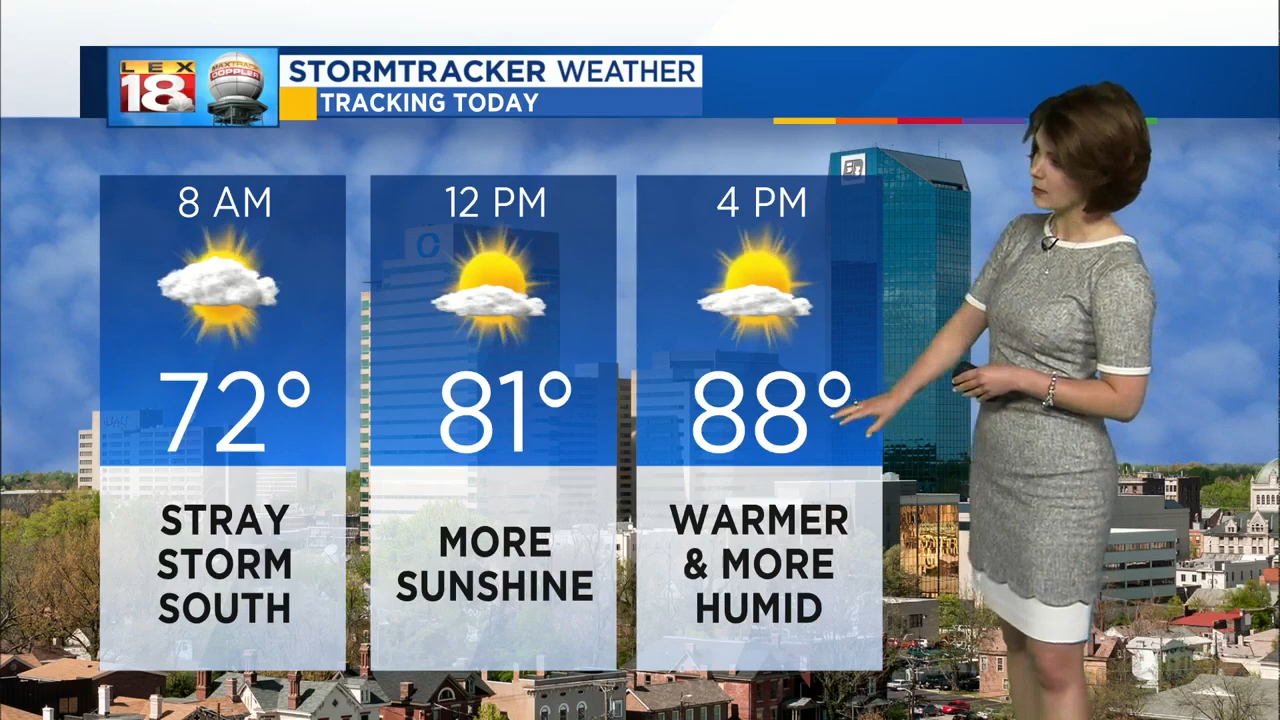 LEX
18
MAXTRACK
DOPPLER
STORMTRACKER WEATHER
TRACKING TODAY
8 AM
12 PM
4 PM
72°
81°
88°
STRAY
STORM
SOUTH
MORE
SUNSHINE
WARMER
& MORE
HUMID